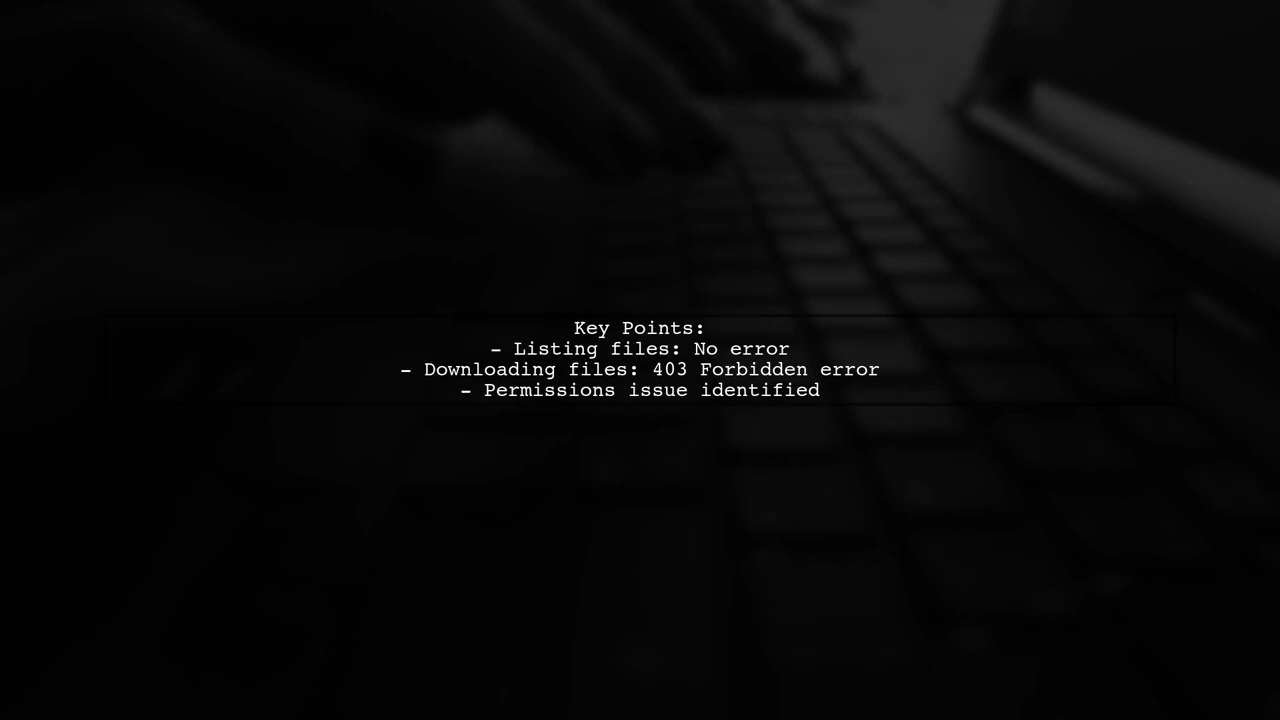 Key Points:
- Listing files: No error
- Downloading files: 403 Forbidden error
- Permissions issue identified